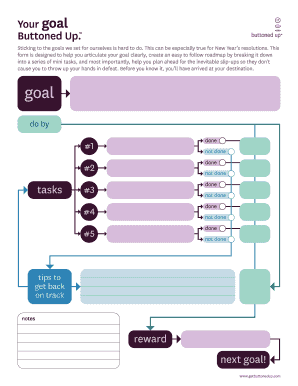 Your goal
Buttoned Up.™
buttoned up®
Sticking to the goals we set for ourselves is hard to do. This can be especially true for New Year's resolutions. This
form is designed to help you articulate your goal clearly, create an easy to follow roadmap by breaking it down
into a series of mini tasks, and most importantly, help you plan ahead for the inevitable slip-ups so they don't
cause you to throw up your hands in defeat. Before you know it, you'll have arrived at your destination.
goal
do by
tasks
#1
done
not done
#2
done
not done
#3
done
not done
#4
done
not done
#5
done
not done
tips to
get back
on track
notes
reward
next goal!
www.getbuttonedup.com